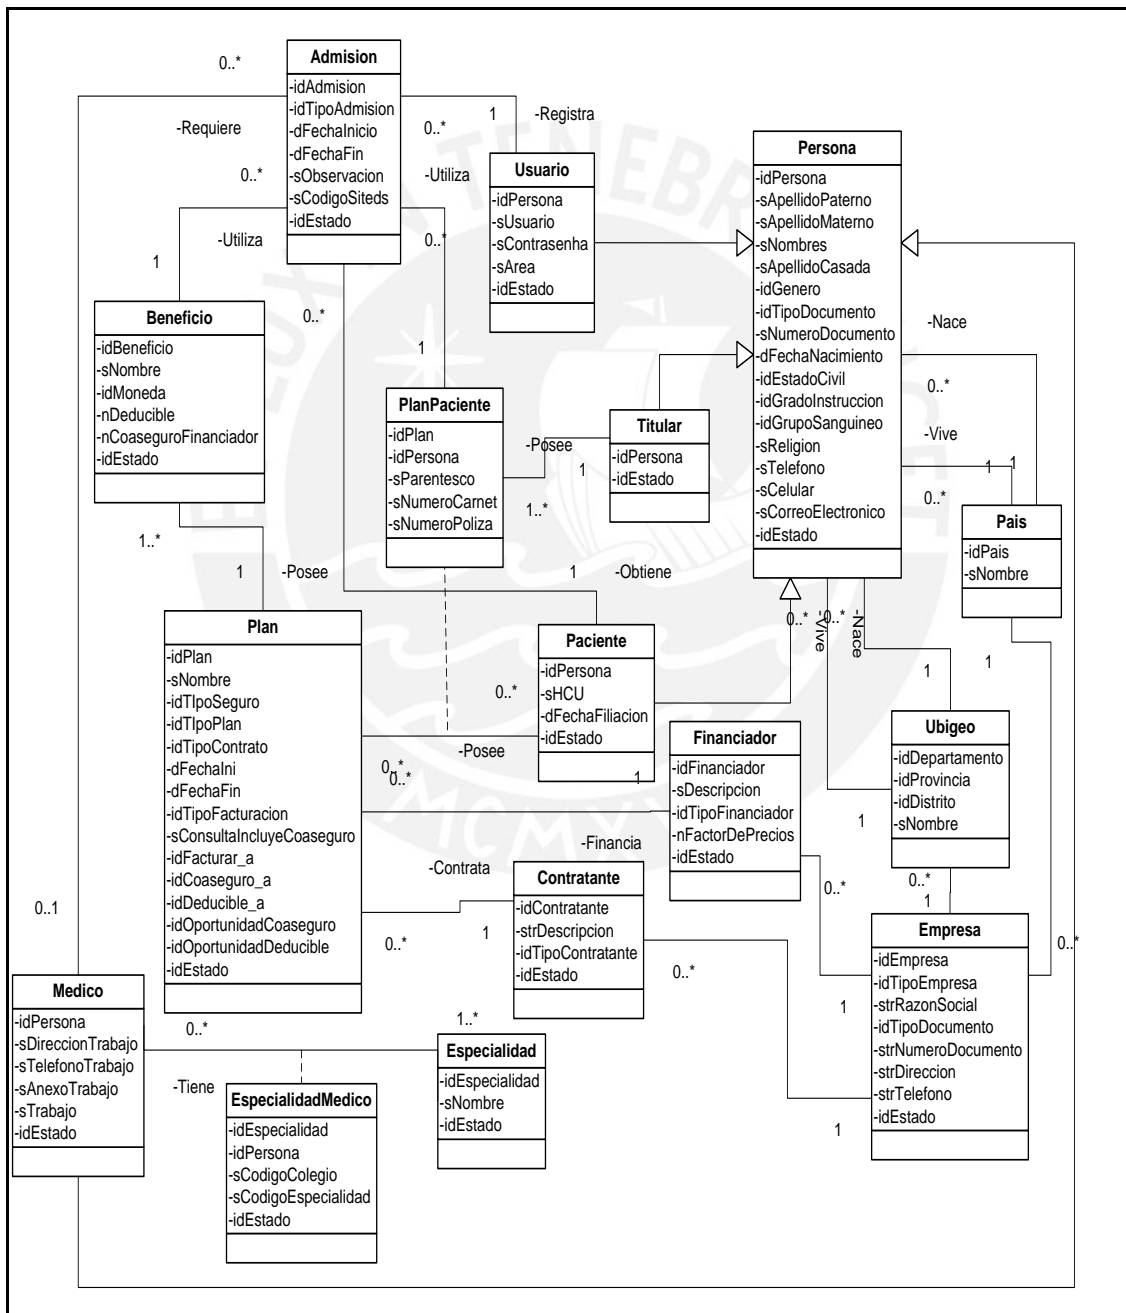 Admision
-idAdmision
-idTipoAdmision
-dFechaInicio
-dFechaFin
-sObservacion
-sCodigoSiteds
-idEstado
0..*
-Requiere
0..*
-Utiliza
1
0..*
1
-Registra
0..*
-Utiliza
0..*
1
Usuario
-idPersona
-sUsuario
-sContrasenha
-sArea
-idEstado
Persona
-idPersona
-sApellidoPaterno
-sApellidoMaterno
-sNombres
-sApellidoCasada
-idGenero
-idTipoDocumento
-sNumeroDocumento
-dFechaNacimiento
-idEstadoCivil
-idGradoInstruccion
-idGrupoSanguineo
-sReligion
-sTelefono
-sCelular
-sCorreoElectronico
-idEstado
-Nace
0..*
-Vive
1
1
0..*
Beneficio
-idBeneficio
-sNombre
-idMoneda
-nDeducible
-nCoaseguroFinanciador
-idEstado
1..*
1
-Posee
PlanPaciente
-idPlan
-idPersona
-sParentesco
-sNumeroCarnet
-sNumeroPoliza
-Posee
1
1..*
Titular
-idPersona
-idEstado
Pais
-idPais
-sNombre
1
-Obtiene
0..*
-Vive
0..*
-Nace
1
1
Plan
-idPlan
-sNombre
-idTIpoSeguro
-idTIpoPlan
-idTipoContrato
-dFechaIni
-dFechaFin
-idTipoFacturacion
-sConsultaIncluyeCoaseguro
-idFacturar_a
-idCoaseguro_a
-idDeducible_a
-idOportunidadCoaseguro
-idOportunidadDeducible
-idEstado
Paciente
-idPersona
-sHCU
-dFechaFiliacion
-idEstado
0..*
-Posee
0..*
0..*
1
Financiador
-idFinanciador
-sDescripcion
-idTipoFinanciador
-nFactorDePrecios
-idEstado
Ubigeo
-idDepartamento
-idProvincia
-idDistrito
-sNombre
1
-Financia
-Contrata
0..*
1
Contratante
-idContratante
-strDescripcion
-idTipoContratante
-idEstado
0..*
0..*
0..*
1
Empresa
-idEmpresa
-idTipoEmpresa
-strRazonSocial
-idTipoDocumento
-strNumeroDocumento
-strDireccion
-strTelefono
-idEstado
0..*
1
1
0..1
Medico
-idPersona
-sDireccionTrabajo
-sTelefonoTrabajo
-sAnexoTrabajo
-sTrabajo
-idEstado
0..*
1..*
-Tiene
Especialidad
-idEspecialidad
-sNombre
-idEstado
EspecialidadMedico
-idEspecialidad
-idPersona
-sCodigoColegio
-sCodigoEspecialidad
-idEstado